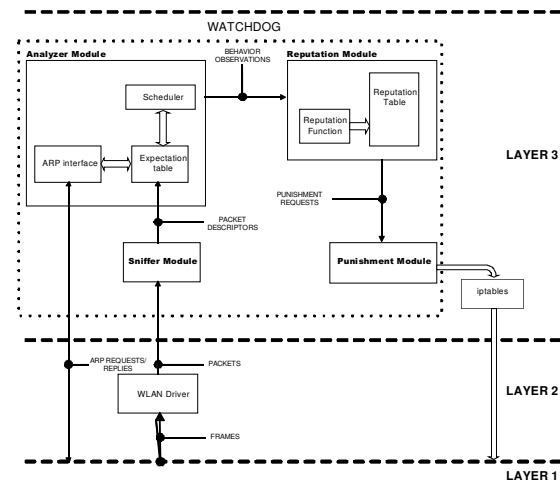 WATCHDOG
Analyzer Module
BEHAVIOR
OBSERVATIONS
Reputation Module
Scheduler
Reputation
Table
Reputation
Function
ARP interface
Expectation
table
LAYER 3
PUNISHMENT
REQUESTS
PACKET
DESCRIPTORS
Sniffer Module
Punishment Module
iptables
ARP REQUESTS/
REPLIES
PACKETS
WLAN Driver
LAYER 2
FRAMES
LAYER 1